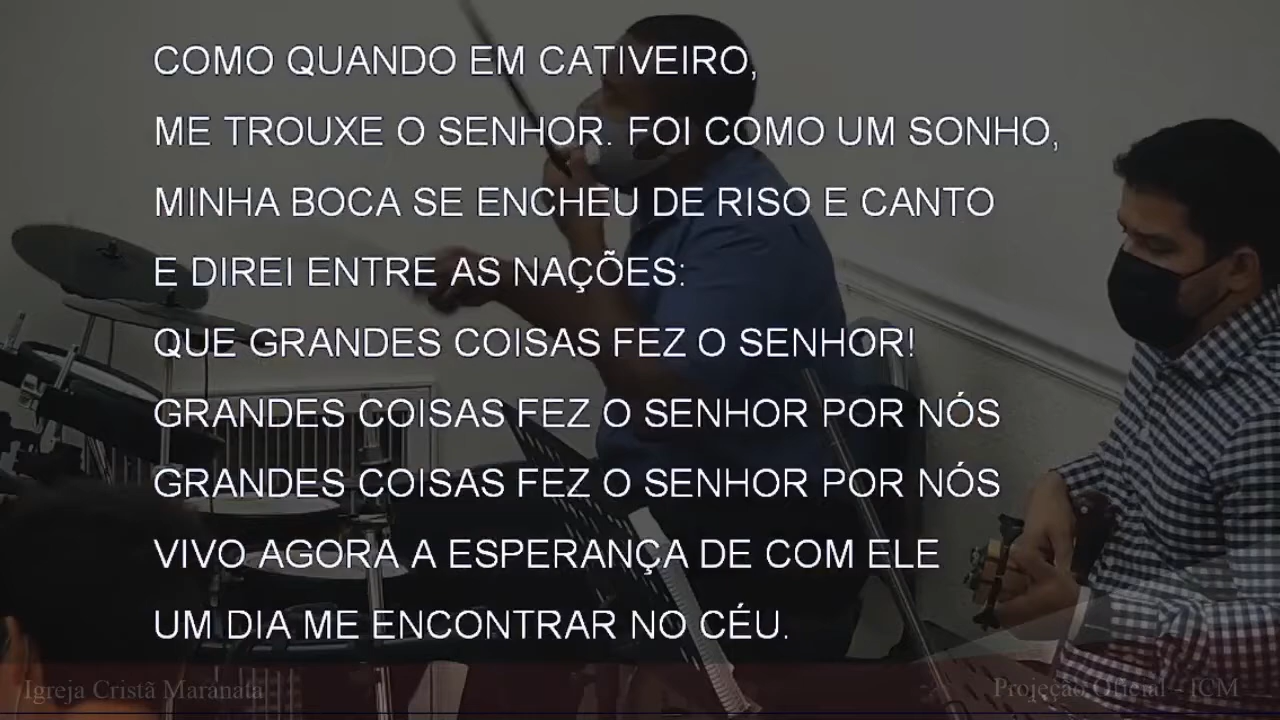 COMO QUANDO EM CATIVEIRO,
ME TROUXE O SENHOR. FOI COMO UM SONHO,
MINHA BOCA SE ENCHEU DE RISO E CANTO
E DIREI ENTRE AS NAÇÕES:
QUE GRANDES COISAS FEZ O SENHOR!
GRANDES COISAS FEZ O SENHOR POR NÓS
GRANDES COISAS FEZ O SENHOR POR NÓS
VIVO AGORA A ESPERANÇA DE COM ELE
UM DIA ME ENCONTRAR NO CÉU.
Igreja Cristã Maranata
Projeção Oficial - ICM